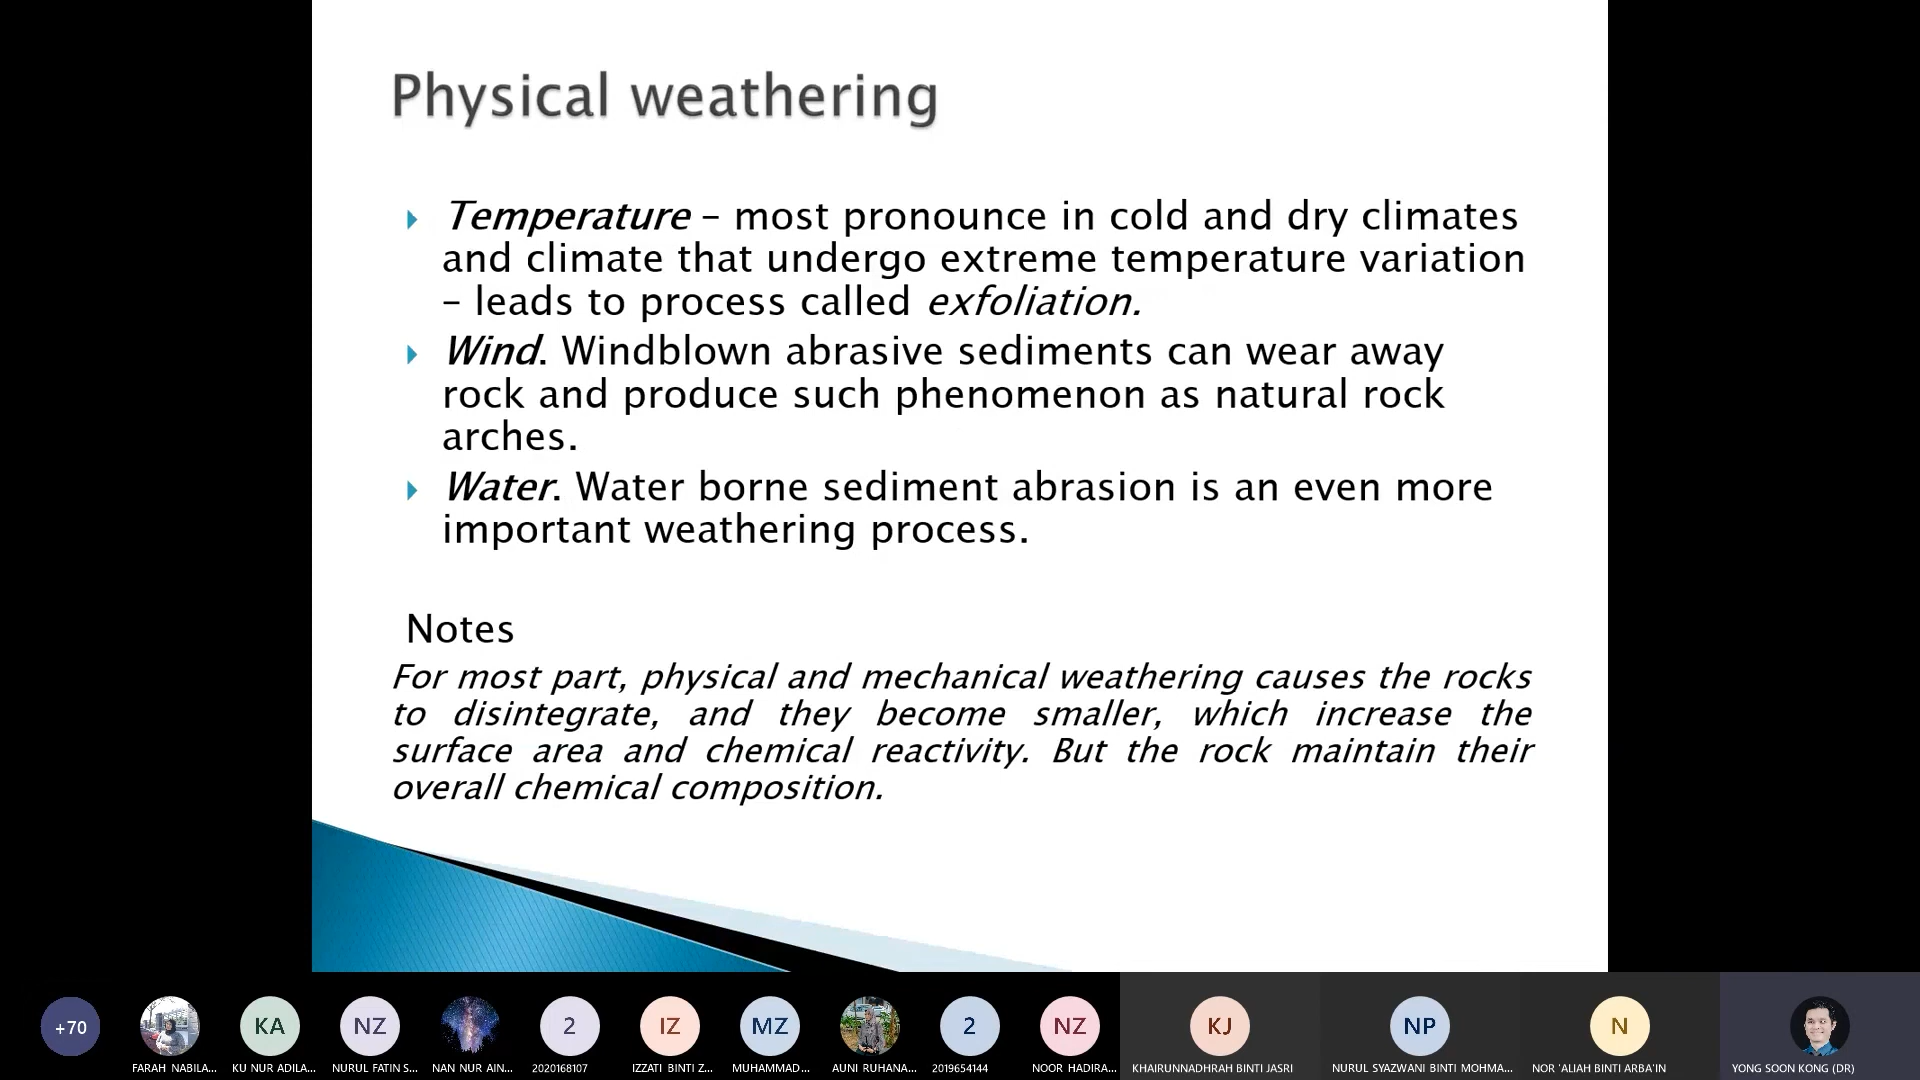 Physical weathering
Temperature – most pronounce in cold and dry climates
and climate that undergo extreme temperature variation
– leads to process called exfoliation.
Wind. Windblown abrasive sediments can wear away
rock and produce such phenomenon as natural rock
arches.
Water. Water borne sediment abrasion is an even more
important weathering process.
Notes
For most part, physical and mechanical weathering causes the rocks
to disintegrate, and they become smaller, which increase the
surface area and chemical reactivity. But the rock maintain their
overall chemical composition.
+70 KA NZ 2 IZ MZ 2 NZ KJ NP N
FARAH NABILA... KU NUR ADILA... NURUL FATIN S... NAN NUR AIN... 2020168107 IZZATI BINTI Z... MUHAMMAD ... AUNI RUHANA... 2019654144 NOOR HADIRA... KHAIRUNNADHRAH BINTI JASRI NURUL SYAZWANI BINTI MOHMA... NOR 'ALIAH BINTI ARBA'IN YONG SOON KONG (DR)